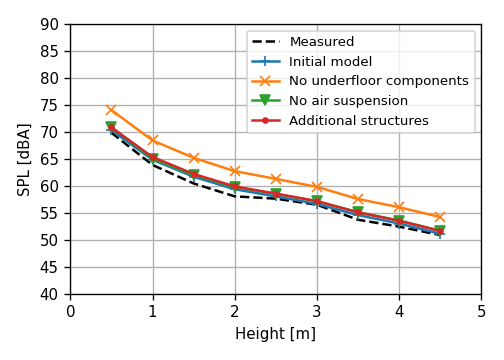 90
85
80
75
70
65
60
55
50
45
40
SPL [dBA]
Measured
Initial model
No underfloor components
No air suspension
Additional structures
0 1 2 3 4 5
Height [m]